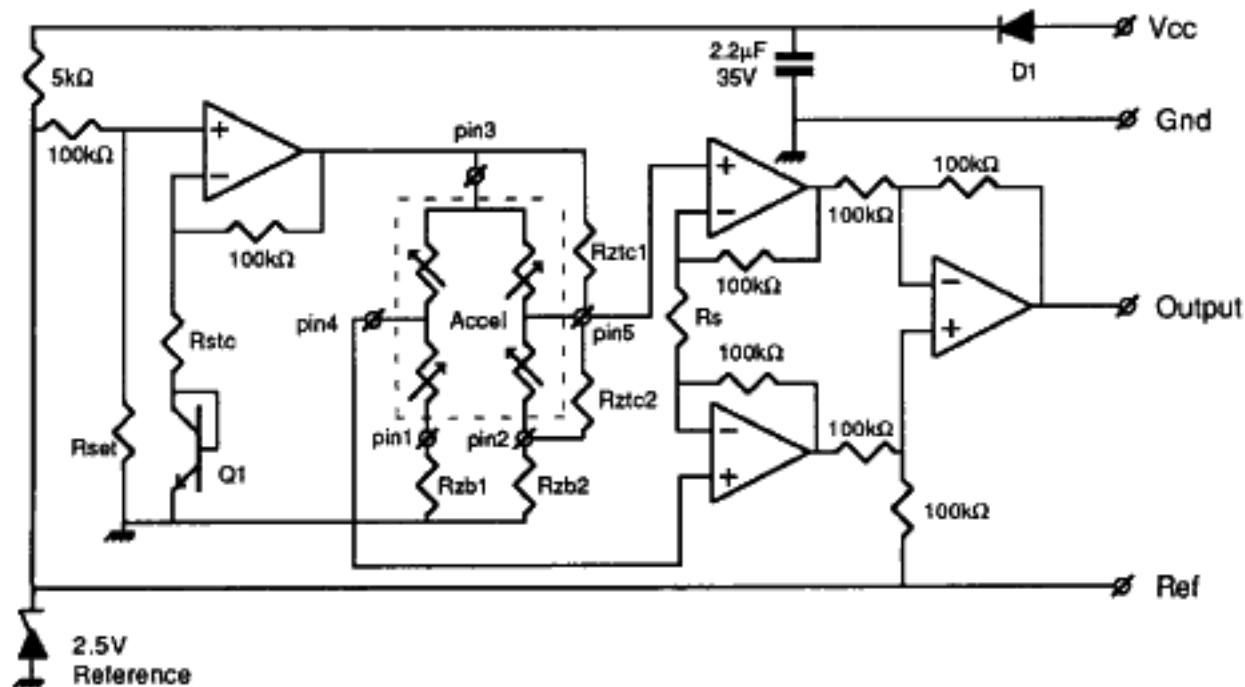 Vcc
2.2µF
35V
D1
5kΩ
Gnd
100kΩ
+
−
pin3
100kΩ
+
−
100kΩ
100kΩ
100kΩ
Rztc1
100kΩ
−
+
Output
pin4
Accel
pin5
Rs
Rstc
100kΩ
Rztc2
−
+
100kΩ
Rset
Q1
pin1
pin2
Rzb1
Rzb2
100kΩ
Ref
2.5V
Reference